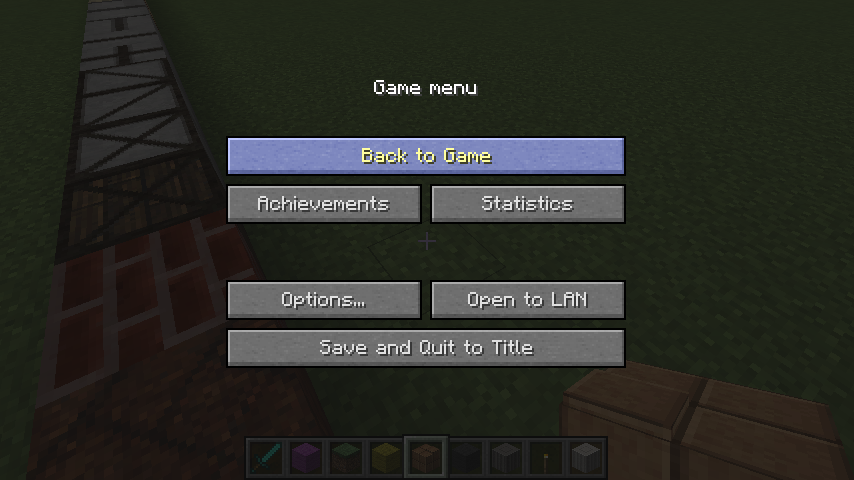 Game menu
Back to Game
Achievements
Statistics
Options...
Open to LAN
Save and Quit to Title